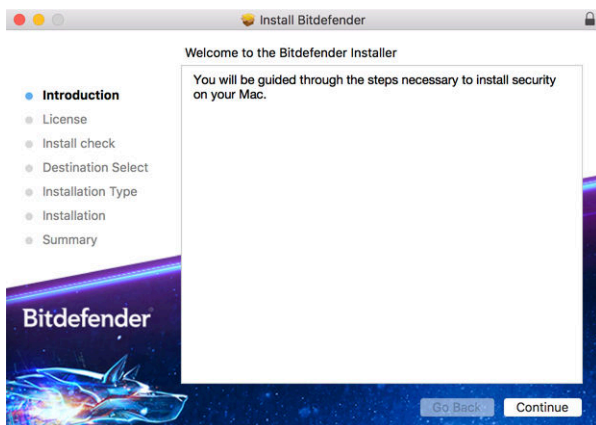 Install Bitdefender
Welcome to the Bitdefender Installer
You will be guided through the steps necessary to install security
on your Mac.
Introduction
License
Install check
Destination Select
Installation Type
Installation
Summary
Bitdefender
Go Back
Continue